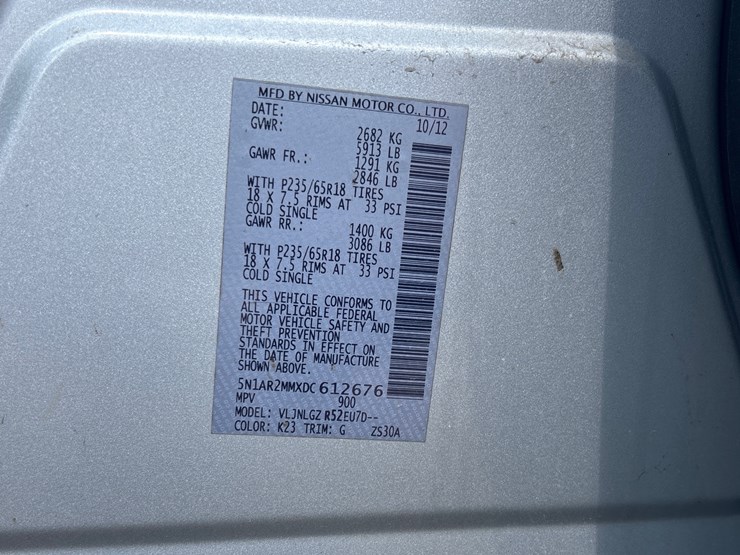 MFD BY NISSAN MOTOR CO., LTD.
DATE: 10/12
GVWR: 2682 KG
5913 LB
GAWR FR.: 1291 KG
2846 LB
WITH P235/65R18 TIRES
18 X 7.5 RIMS AT 33 PSI
COLD SINGLE
GAWR RR.: 1400 KG
3086 LB
WITH P235/65R18 TIRES
18 X 7.5 RIMS AT 33 PSI
COLD SINGLE
THIS VEHICLE CONFORMS TO
ALL APPLICABLE FEDERAL
MOTOR VEHICLE SAFETY AND
THEFT PREVENTION
STANDARDS IN EFFECT ON
THE DATE OF MANUFACTURE
SHOWN ABOVE.
5N1AR2MMXDC612676
MPV 900
MODEL: VLJNLGZ R52EU7D--
COLOR: K23 TRIM: G ZS30A